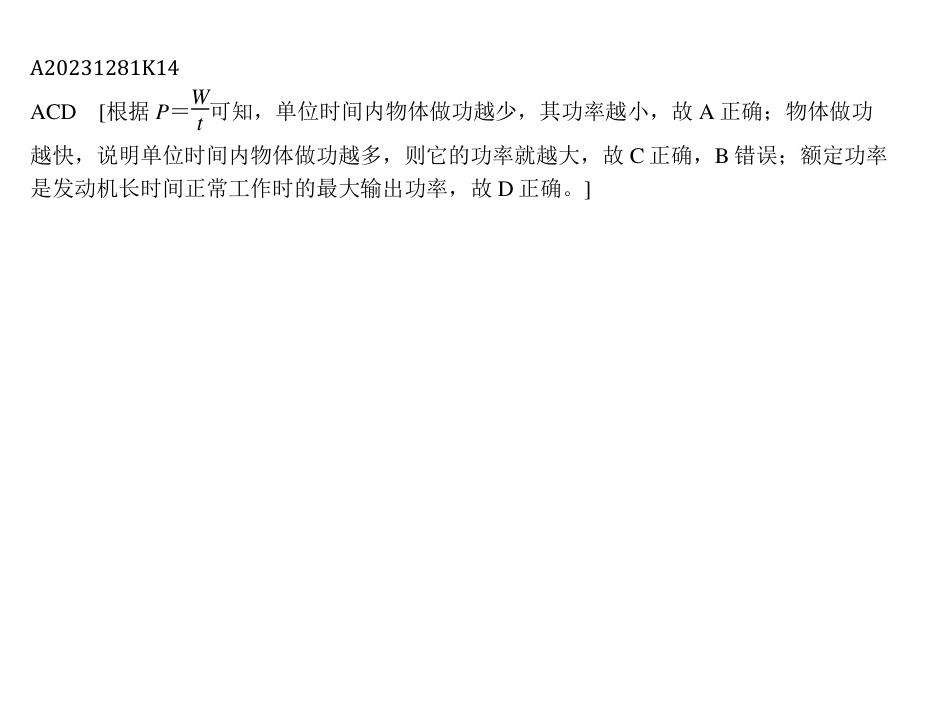 A20231281K14
ACD [根据 P＝W/t可知，单位时间内物体做功越少，其功率越小，故 A 正确；物体做功
越快，说明单位时间内物体做功越多，则它的功率就越大，故 C 正确，B 错误；额定功率
是发动机长时间正常工作时的最大输出功率，故 D 正确。]